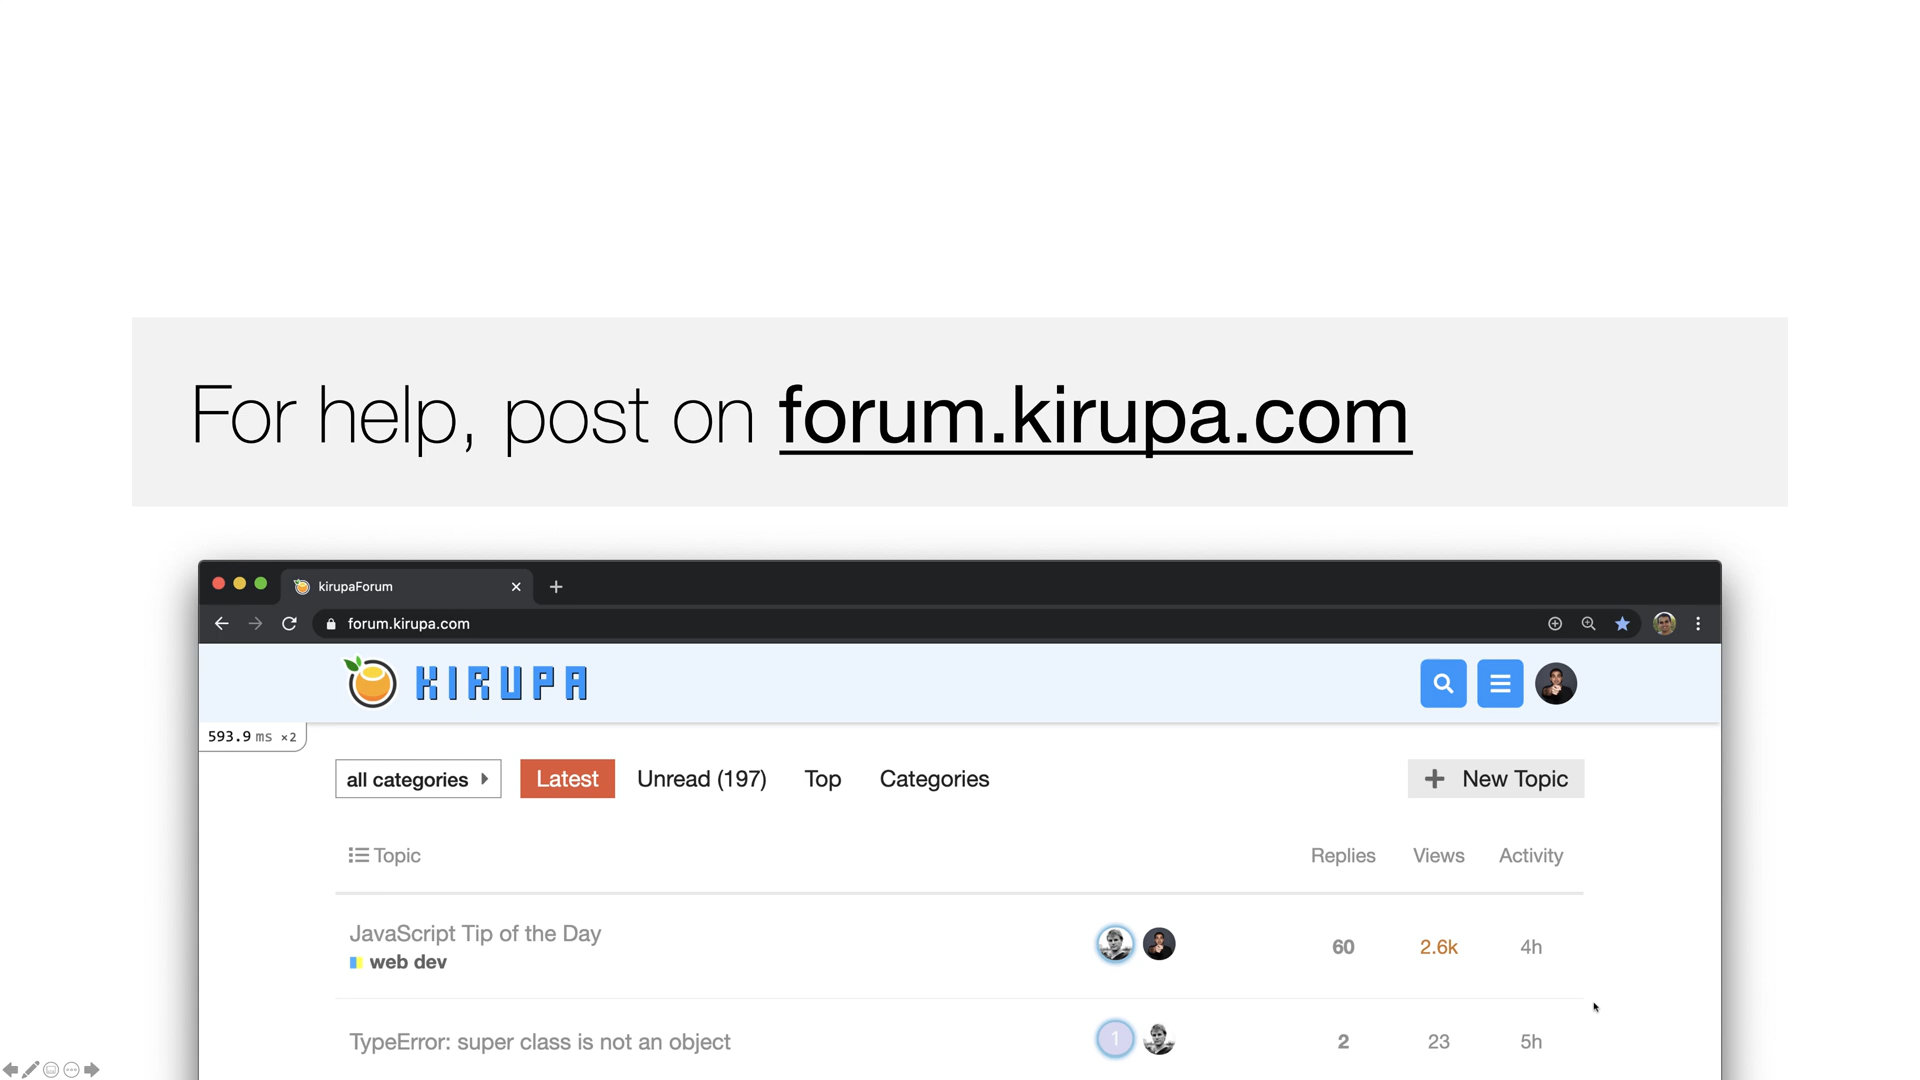 For help, post on forum.kirupa.com
kirupaForum
forum.kirupa.com
KIRUPA
593.9 ms ×2
all categories Latest Unread (197) Top Categories + New Topic
Topic Replies Views Activity
JavaScript Tip of the Day
web dev
60 2.6k 4h
TypeError: super class is not an object 1 2 23 5h